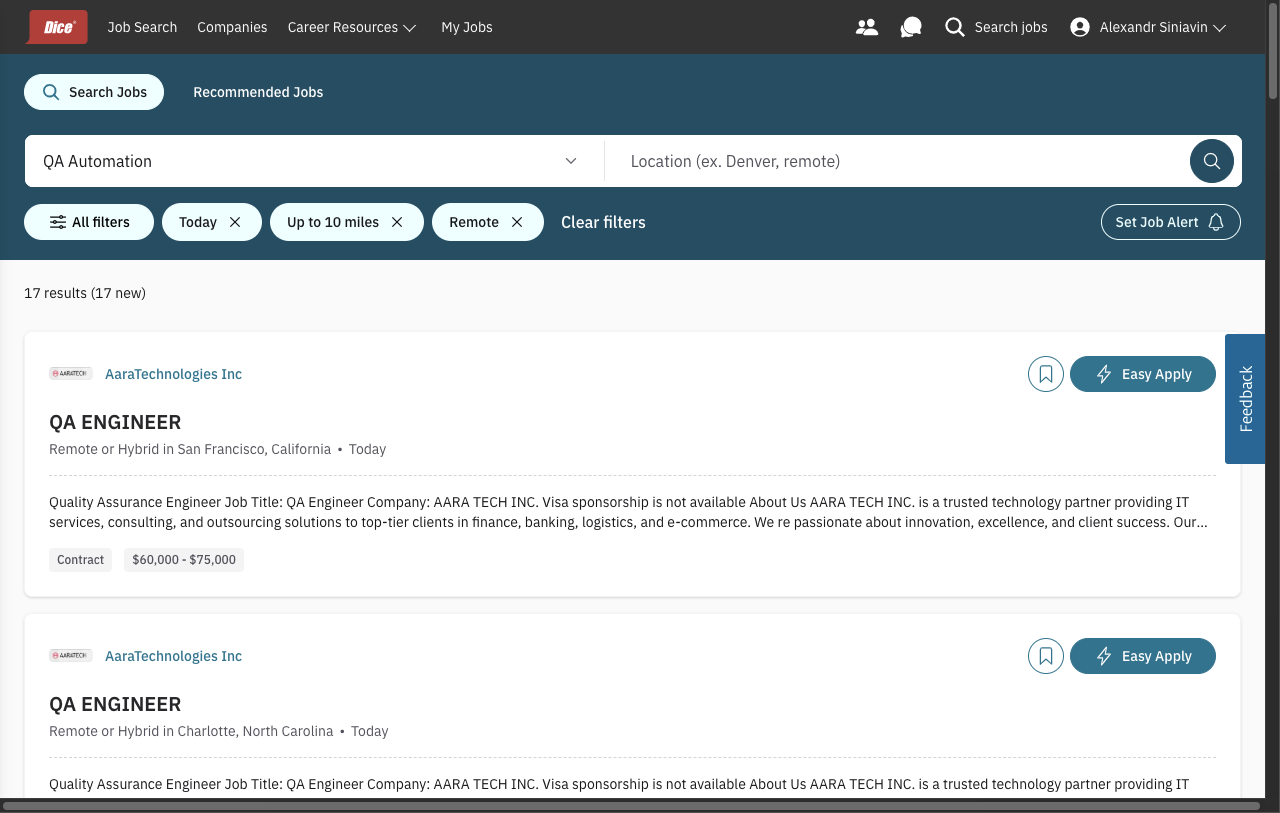 Dice
Job Search
Companies
Career Resources
My Jobs
Search jobs
Alexandr Siniavin
Search Jobs
Recommended Jobs
QA Automation
Location (ex. Denver, remote)
All filters
Today
Up to 10 miles
Remote
Clear filters
Set Job Alert
17 results (17 new)
AARATECH
AaraTechnologies Inc
Easy Apply
Feedback
QA ENGINEER
Remote or Hybrid in San Francisco, California • Today
Quality Assurance Engineer Job Title: QA Engineer Company: AARA TECH INC. Visa sponsorship is not available About Us AARA TECH INC. is a trusted technology partner providing IT
services, consulting, and outsourcing solutions to top-tier clients in finance, banking, logistics, and e-commerce. We re passionate about innovation, excellence, and client success. Our...
Contract
$60,000 - $75,000
AARATECH
AaraTechnologies Inc
Easy Apply
QA ENGINEER
Remote or Hybrid in Charlotte, North Carolina • Today
Quality Assurance Engineer Job Title: QA Engineer Company: AARA TECH INC. Visa sponsorship is not available About Us AARA TECH INC. is a trusted technology partner providing IT